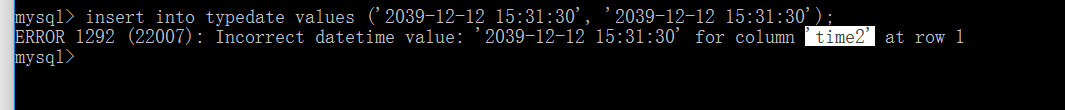 mysql> insert into typedate values ('2039-12-12 15:31:30', '2039-12-12 15:31:30');
ERROR 1292 (22007): Incorrect datetime value: '2039-12-12 15:31:30' for column 'time2' at row 1
mysql>